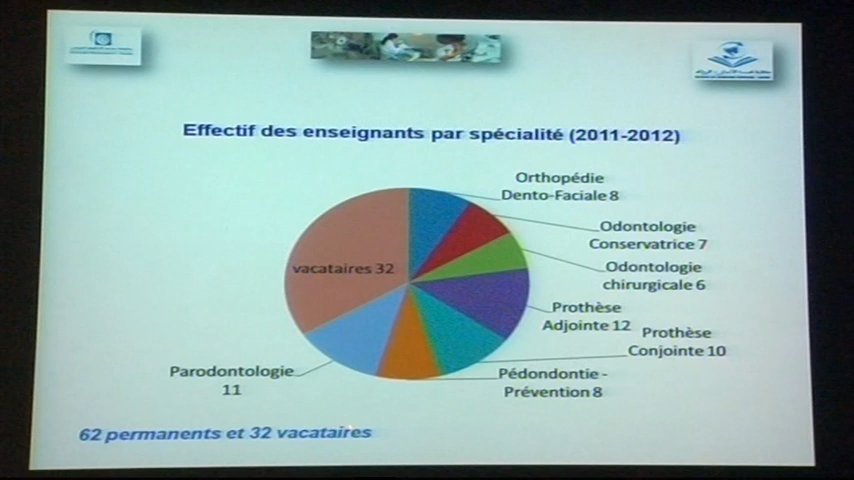 Effectif des enseignants par spécialité (2011-2012)
Orthopédie
Dento-Faciale 8
Odontologie
Conservatrice 7
Odontologie
chirurgicale 6
Prothèse
Adjointe 12
Prothèse
Conjointe 10
Pédondontie -
Prévention 8
Parodontologie
11
vacataires 32
62 permanents et 32 vacataires